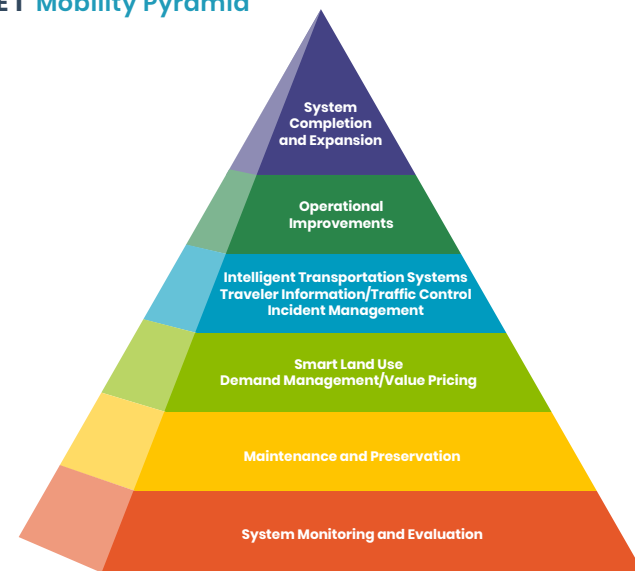 Mobility Pyramid
System
Completion
and Expansion
Operational
Improvements
Intelligent Transportation Systems
Traveler Information/Traffic Control
Incident Management
Smart Land Use
Demand Management/Value Pricing
Maintenance and Preservation
System Monitoring and Evaluation